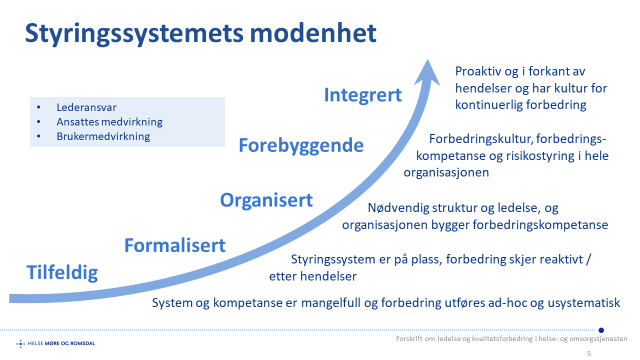 Styringssystemets modenhet
• Lederansvar
• Ansattes medvirkning
• Brukermedvirkning
Integrert
Proaktiv og i forkant av
hendelser og har kultur for
kontinuerlig forbedring
Forebyggende
Forbedringskultur, forbedrings-
kompetanse og risikostyring i hele
organisasjonen
Organisert
Nødvendig struktur og ledelse, og
organisasjonen bygger forbedringskompetanse
Formalisert
Styringssystem er på plass, forbedring skjer reaktivt /
etter hendelser
Tilfeldig
System og kompetanse er mangelfull og forbedring utføres ad-hoc og usystematisk
HELSE MØRE OG ROMSDAL
Forskrift om ledelse og kvalitetsforbedring i helse- og omsorgstjenesten
5